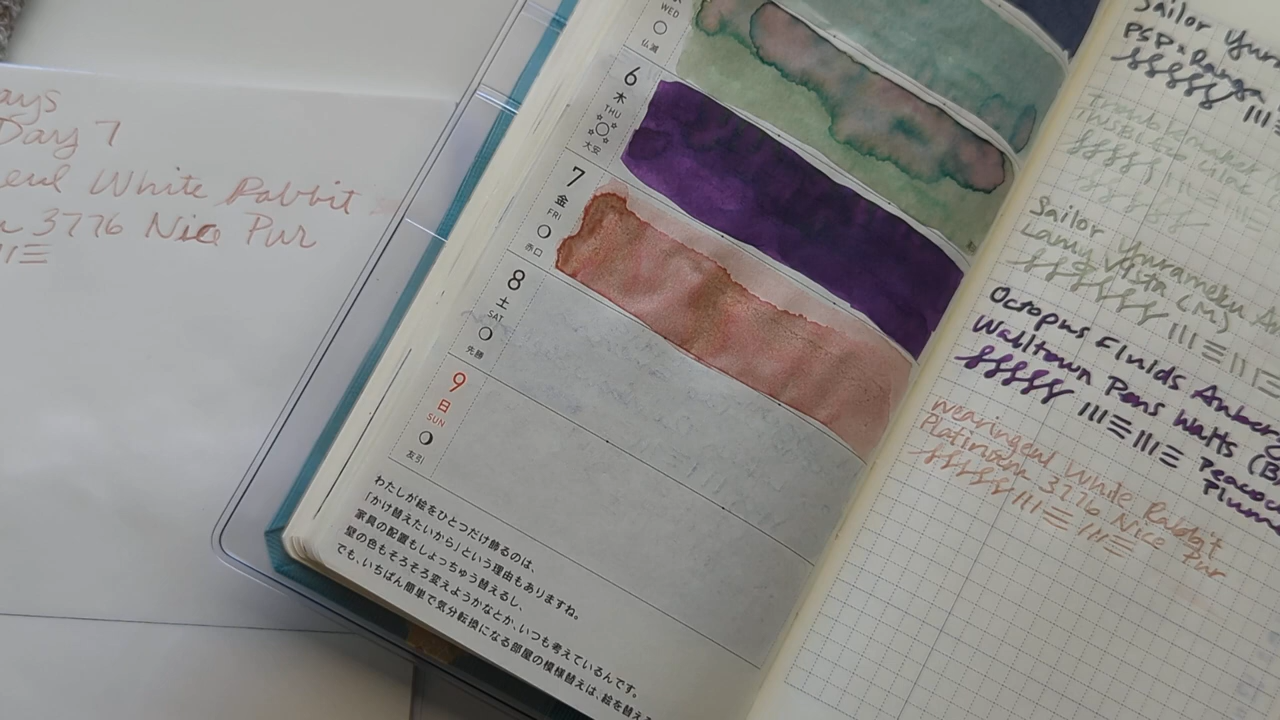 Day 7
White Rabbit
3776 Nice Pur
WED
仏滅
6
木
THU
大安
7
金
FRI
赤口
8
土
SAT
先勝
9
日
SUN
友引
わたしが絵をひとつだけ飾るのは、
「かけ替えたいから」という理由もありますね。
家具の配置もしょっちゅう替えるし、
壁の色もそろそろ変えようかなとか、いつも考えているんです。
でも、いちばん簡単で気分転換になる部屋の模様替えは、絵を替える
Sailor
Troublemaker
TWSBI Eco
Sailor Yurameku
Lamy Vista (M)
Octopus Fluids
Walltown Pens Watts
Peacock
Plume
Wearingeul White Rabbit
Platinum 3776 Nice Pur